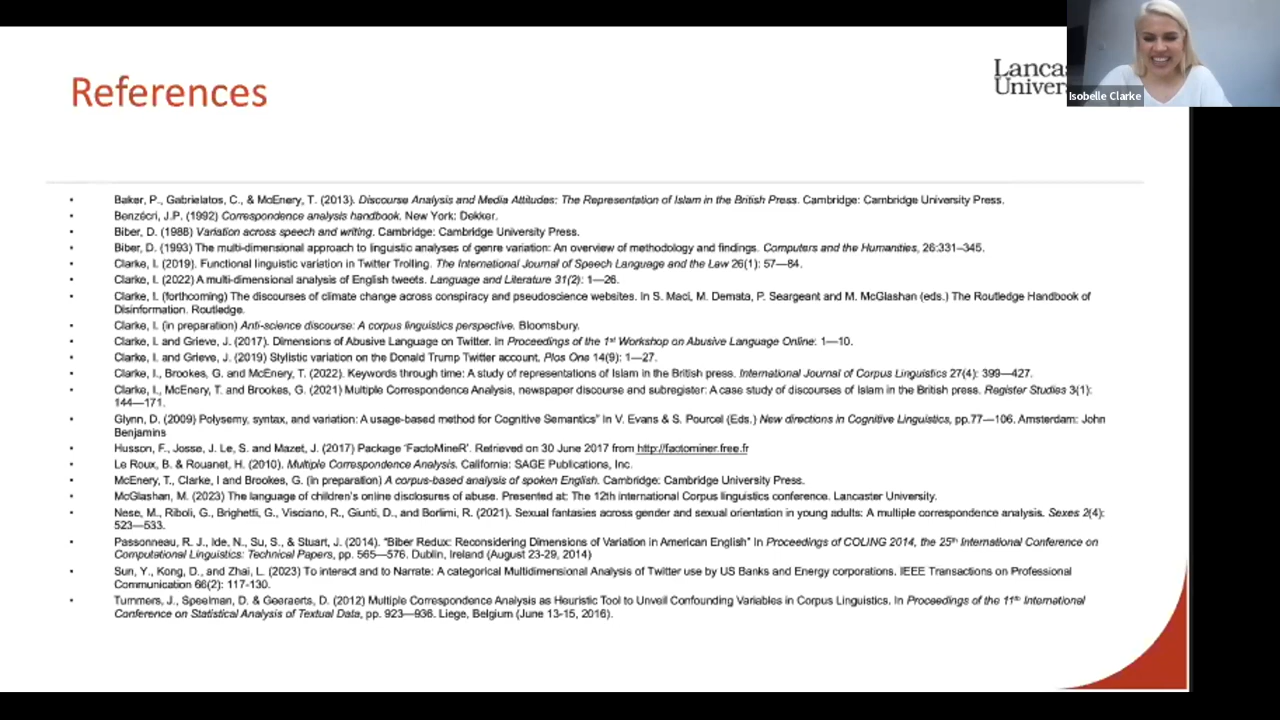 References
Lancas
Univer
Isobelle Clarke
• Baker, P., Gabrielatos, C., & McEnery, T. (2013). Discourse Analysis and Media Attitudes: The Representation of Islam in the British Press. Cambridge: Cambridge University Press.
• Benzécri, J.P. (1992) Correspondence analysis handbook. New York: Dekker.
• Biber, D. (1988) Variation across speech and writing. Cambridge: Cambridge University Press.
• Biber, D. (1993) The multi-dimensional approach to linguistic analyses of genre variation: An overview of methodology and findings. Computers and the Humanities, 26:331–345.
• Clarke, I. (2019). Functional linguistic variation in Twitter Trolling. The International Journal of Speech Language and the Law 26(1): 57—84.
• Clarke, I. (2022) A multi-dimensional analysis of English tweets. Language and Literature 31(2): 1—26.
• Clarke, I. (forthcoming) The discourses of climate change across conspiracy and pseudoscience websites. In S. Maci, M. Demata, P. Seargeant and M. McGlashan (eds.) The Routledge Handbook of
Disinformation. Routledge.
• Clarke, I. (in preparation) Anti-science discourse: A corpus linguistics perspective. Bloomsbury.
• Clarke, I. and Grieve, J. (2017). Dimensions of Abusive Language on Twitter. In Proceedings of the 1st Workshop on Abusive Language Online: 1—10.
• Clarke, I. and Grieve, J. (2019) Stylistic variation on the Donald Trump Twitter account. Plos One 14(9): 1—27.
• Clarke, I., Brookes, G. and McEnery, T. (2022). Keywords through time: A study of representations of Islam in the British press. International Journal of Corpus Linguistics 27(4): 399—427.
• Clarke, I., McEnery, T. and Brookes, G. (2021) Multiple Correspondence Analysis, newspaper discourse and subregister: A case study of discourses of Islam in the British press. Register Studies 3(1):
144—171.
• Glynn, D. (2009) Polysemy, syntax, and variation: A usage-based method for Cognitive Semantics" In V. Evans & S. Pourcel (Eds.) New directions in Cognitive Linguistics, pp.77—106. Amsterdam: John
Benjamins
• Husson, F., Josse, J. Le, S. and Mazet, J. (2017) Package 'FactoMineR'. Retrieved on 30 June 2017 from http://factominer.free.fr
• Le Roux, B. & Rouanet, H. (2010). Multiple Correspondence Analysis. California: SAGE Publications, Inc.
• McEnery, T., Clarke, I and Brookes, G. (in preparation) A corpus-based analysis of spoken English. Cambridge: Cambridge University Press.
• McGlashan, M. (2023) The language of children's online disclosures of abuse. Presented at: The 12th international Corpus linguistics conference. Lancaster University.
• Nese, M., Riboli, G., Brighetti, G., Visciano, R., Giunti, D., and Borlimi, R. (2021). Sexual fantasies across gender and sexual orientation in young adults: A multiple correspondence analysis. Sexes 2(4):
523—533.
• Passonneau, R. J., Ide, N., Su, S., & Stuart, J. (2014). "Biber Redux: Reconsidering Dimensions of Variation in American English" In Proceedings of COLING 2014, the 25th International Conference on
Computational Linguistics: Technical Papers, pp. 565—576. Dublin, Ireland (August 23-29, 2014)
• Sun, Y., Kong, D., and Zhai, L. (2023) To interact and to Narrate: A categorical Multidimensional Analysis of Twitter use by US Banks and Energy corporations. IEEE Transactions on Professional
Communication 66(2): 117-130.
• Tummers, J., Speelman, D. & Geeraerts, D. (2012) Multiple Correspondence Analysis as Heuristic Tool to Unveil Confounding Variables in Corpus Linguistics. In Proceedings of the 11th International
Conference on Statistical Analysis of Textual Data, pp. 923—936. Liege, Belgium (June 13-15, 2016).